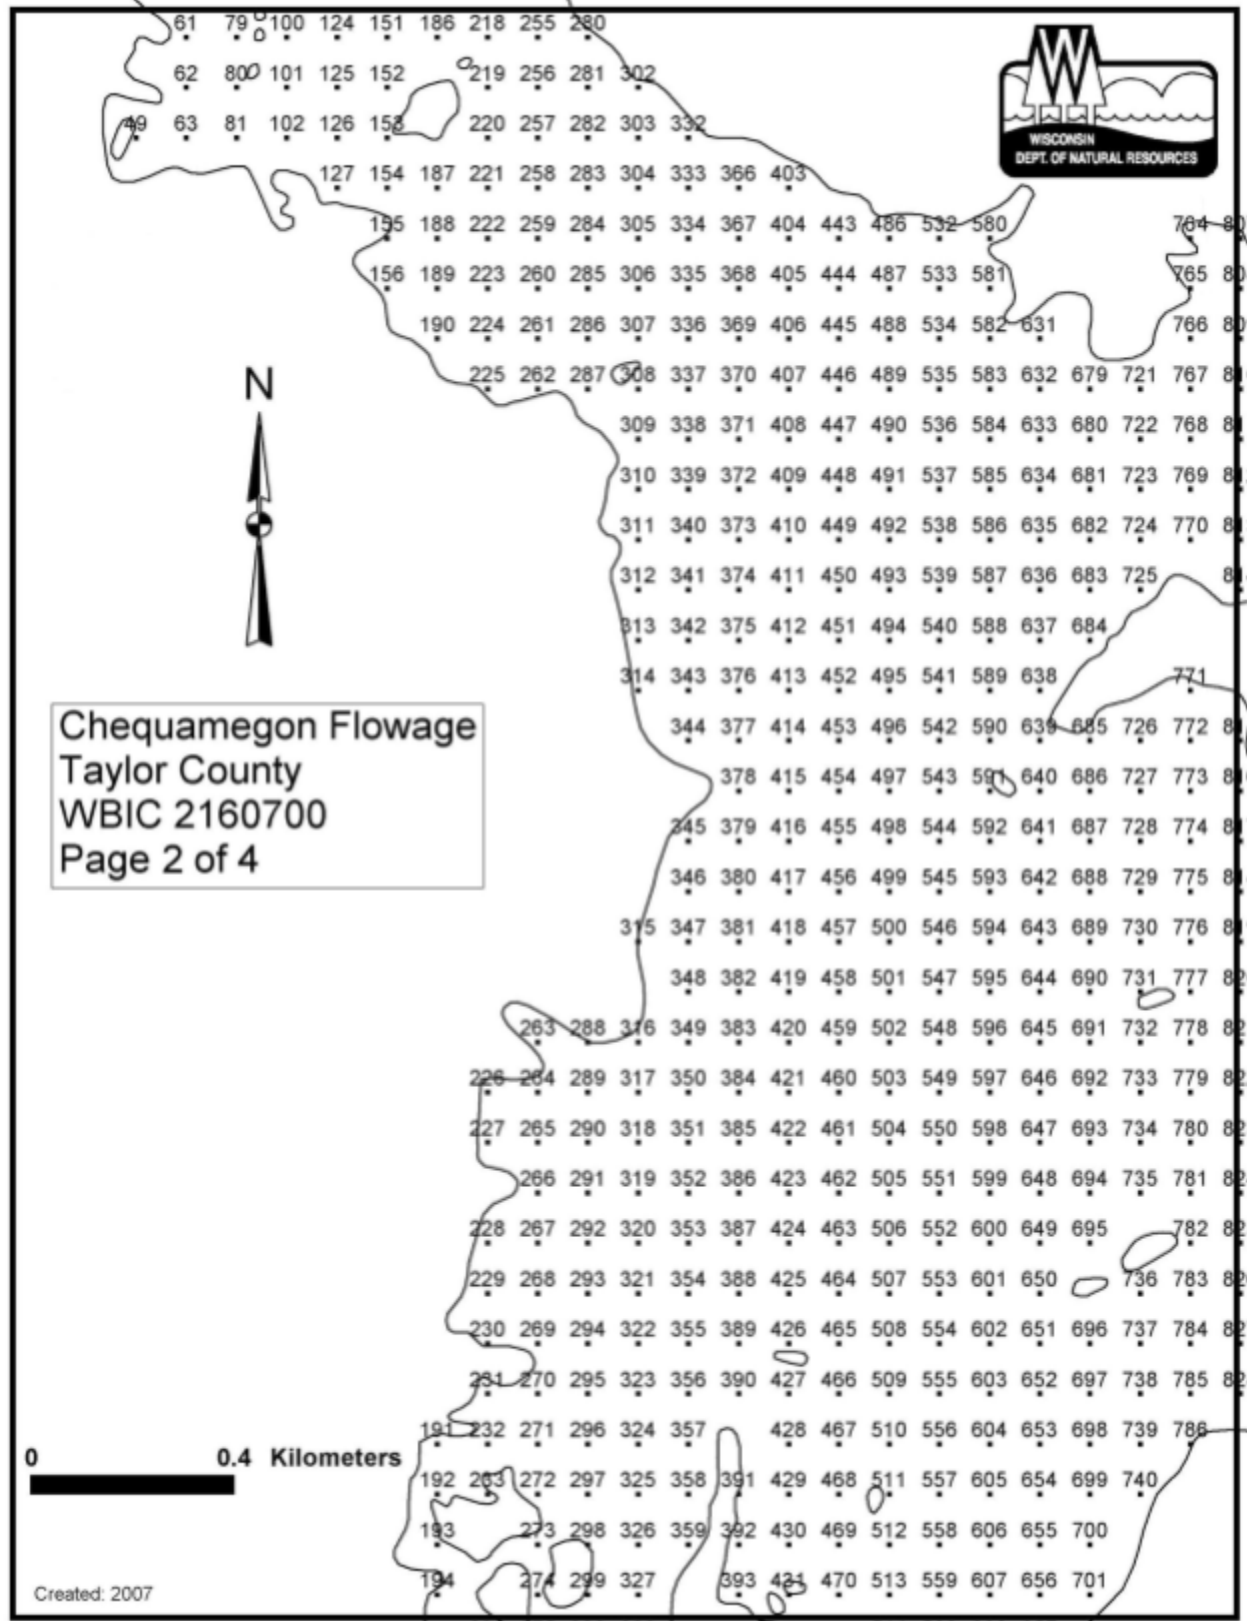 61 79 100 124 151 186 218 255 280
62 80 101 125 152 219 256 281 302
49 63 81 102 126 153 220 257 282 303 332
WISCONSIN
DEPT. OF NATURAL RESOURCES
127 154 187 221 258 283 304 333 366 403
155 188 222 259 284 305 334 367 404 443 486 532 580 764
156 189 223 260 285 306 335 368 405 444 487 533 581 765
190 224 261 286 307 336 369 406 445 488 534 582 631 766
N
225 262 287 308 337 370 407 446 489 535 583 632 679 721 767
309 338 371 408 447 490 536 584 633 680 722 768
310 339 372 409 448 491 537 585 634 681 723 769
311 340 373 410 449 492 538 586 635 682 724 770
312 341 374 411 450 493 539 587 636 683 725
313 342 375 412 451 494 540 588 637 684
314 343 376 413 452 495 541 589 638 771
Chequamegon Flowage
Taylor County
WBIC 2160700
Page 2 of 4
344 377 414 453 496 542 590 639 685 726 772
378 415 454 497 543 591 640 686 727 773
345 379 416 455 498 544 592 641 687 728 774
346 380 417 456 499 545 593 642 688 729 775
315 347 381 418 457 500 546 594 643 689 730 776
348 382 419 458 501 547 595 644 690 731 777
263 288 316 349 383 420 459 502 548 596 645 691 732 778
226 264 289 317 350 384 421 460 503 549 597 646 692 733 779
227 265 290 318 351 385 422 461 504 550 598 647 693 734 780
266 291 319 352 386 423 462 505 551 599 648 694 735 781
228 267 292 320 353 387 424 463 506 552 600 649 695 782
229 268 293 321 354 388 425 464 507 553 601 650 736 783
230 269 294 322 355 389 426 465 508 554 602 651 696 737 784
231 270 295 323 356 390 427 466 509 555 603 652 697 738 785
191 232 271 296 324 357 428 467 510 556 604 653 698 739 786
0 0.4 Kilometers
192 233 272 297 325 358 391 429 468 511 557 605 654 699 740
193 273 298 326 359 392 430 469 512 558 606 655 700
194 274 299 327 393 431 470 513 559 607 656 701
Created: 2007